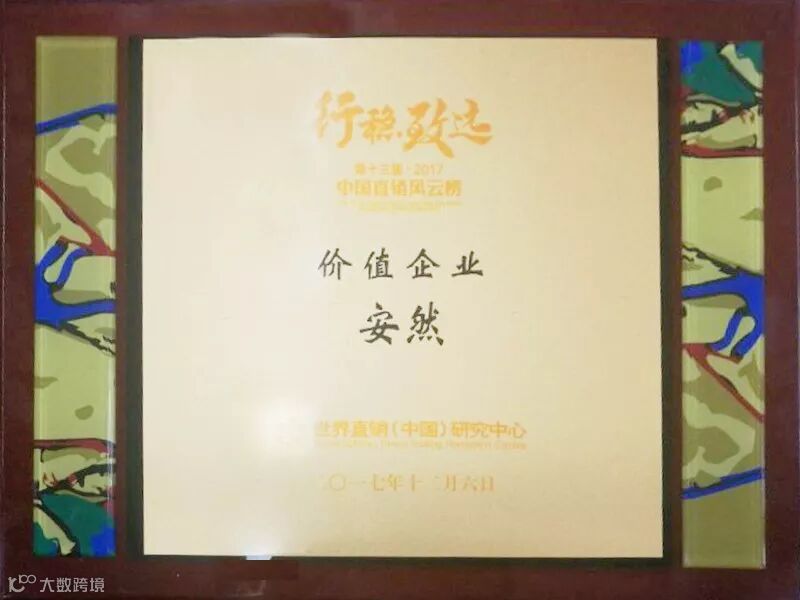 行稳致远
第十三届·2017
中国直销风云榜
价值企业
安然
世界直销(中国)研究中心
二〇一七年十二月六日
大数跨境